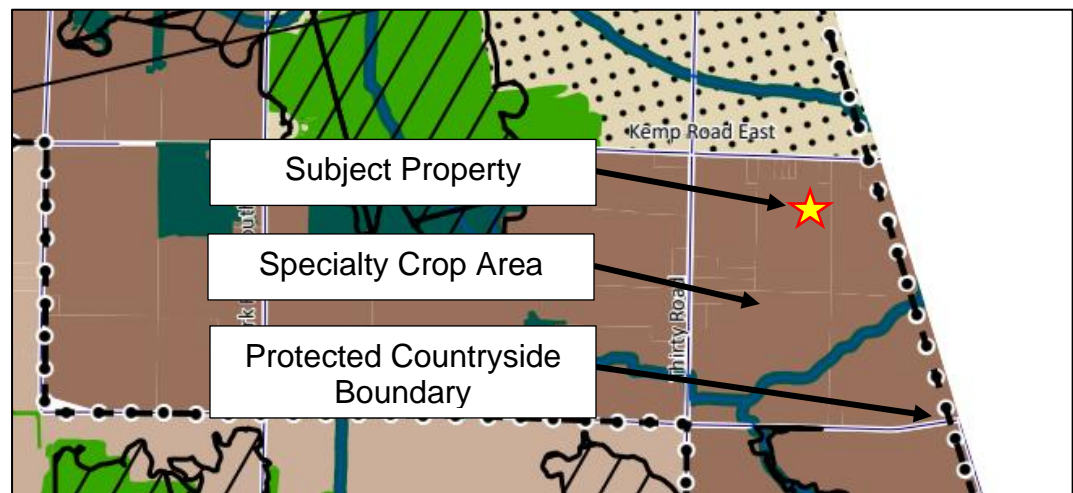 Kemp Road East
Subject Property
Specialty Crop Area
Thirty Road
Protected Countryside
Boundary